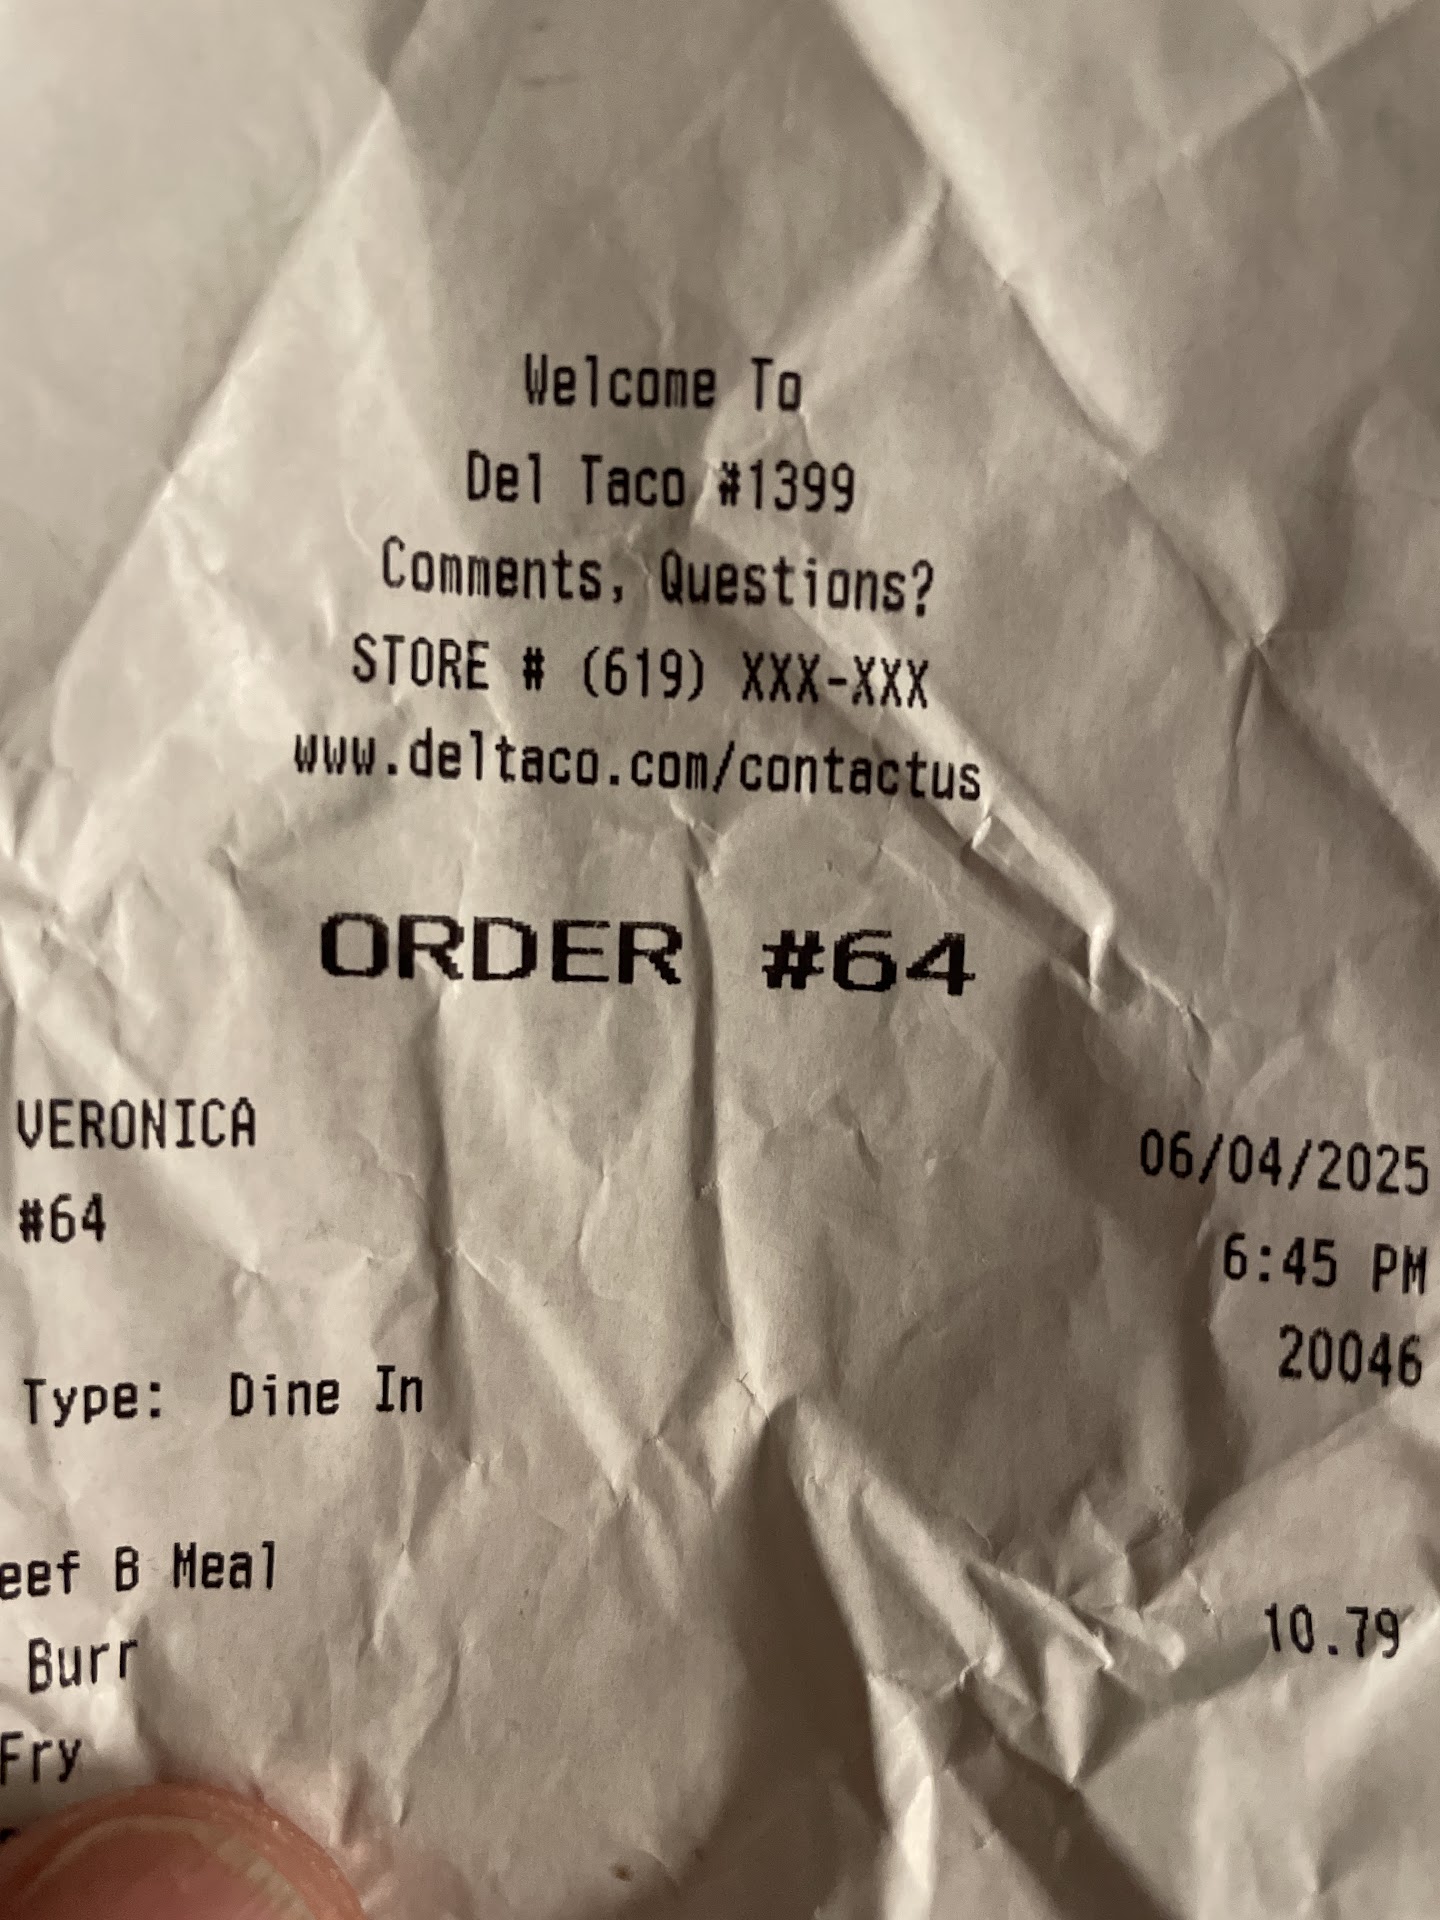 Welcome To
Del Taco #1399
Comments, Questions?
STORE # (619) XXX-XXX
www.deltaco.com/contactus
ORDER #64
VERONICA
06/04/2025
#64
6:45 PM
20046
Type: Dine In
eef B Meal 10.79
Burr
Fry